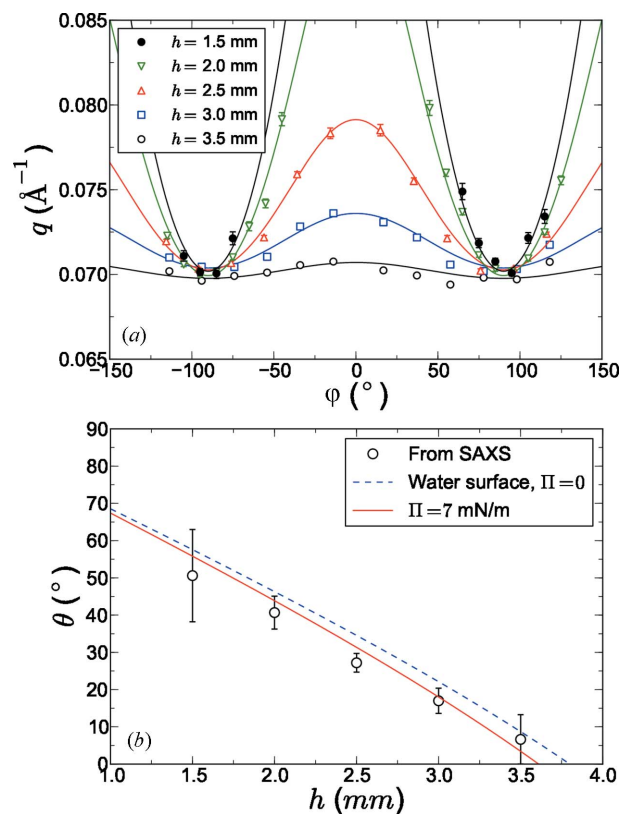 (a)
0.085
0.080
0.075
0.070
0.065
q (Å⁻¹)
h = 1.5 mm
h = 2.0 mm
h = 2.5 mm
h = 3.0 mm
h = 3.5 mm
−150 −100 −50 0 50 100 150
φ (°)
90
80
70
60
50
40
30
20
10
0
θ (°)
From SAXS
Water surface, Π=0
Π=7 mN/m
(b)
1.0 1.5 2.0 2.5 3.0 3.5 4.0
h (mm)